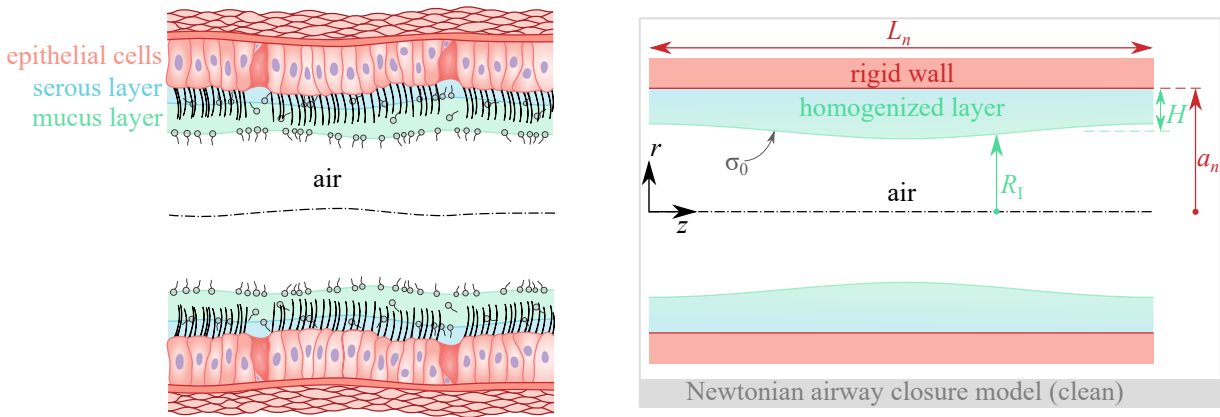 epithelial cells
serous layer
mucus layer
air
L_n
rigid wall
homogenized layer
H
σ₀
r
a_n
R_I
air
z
Newtonian airway closure model (clean)